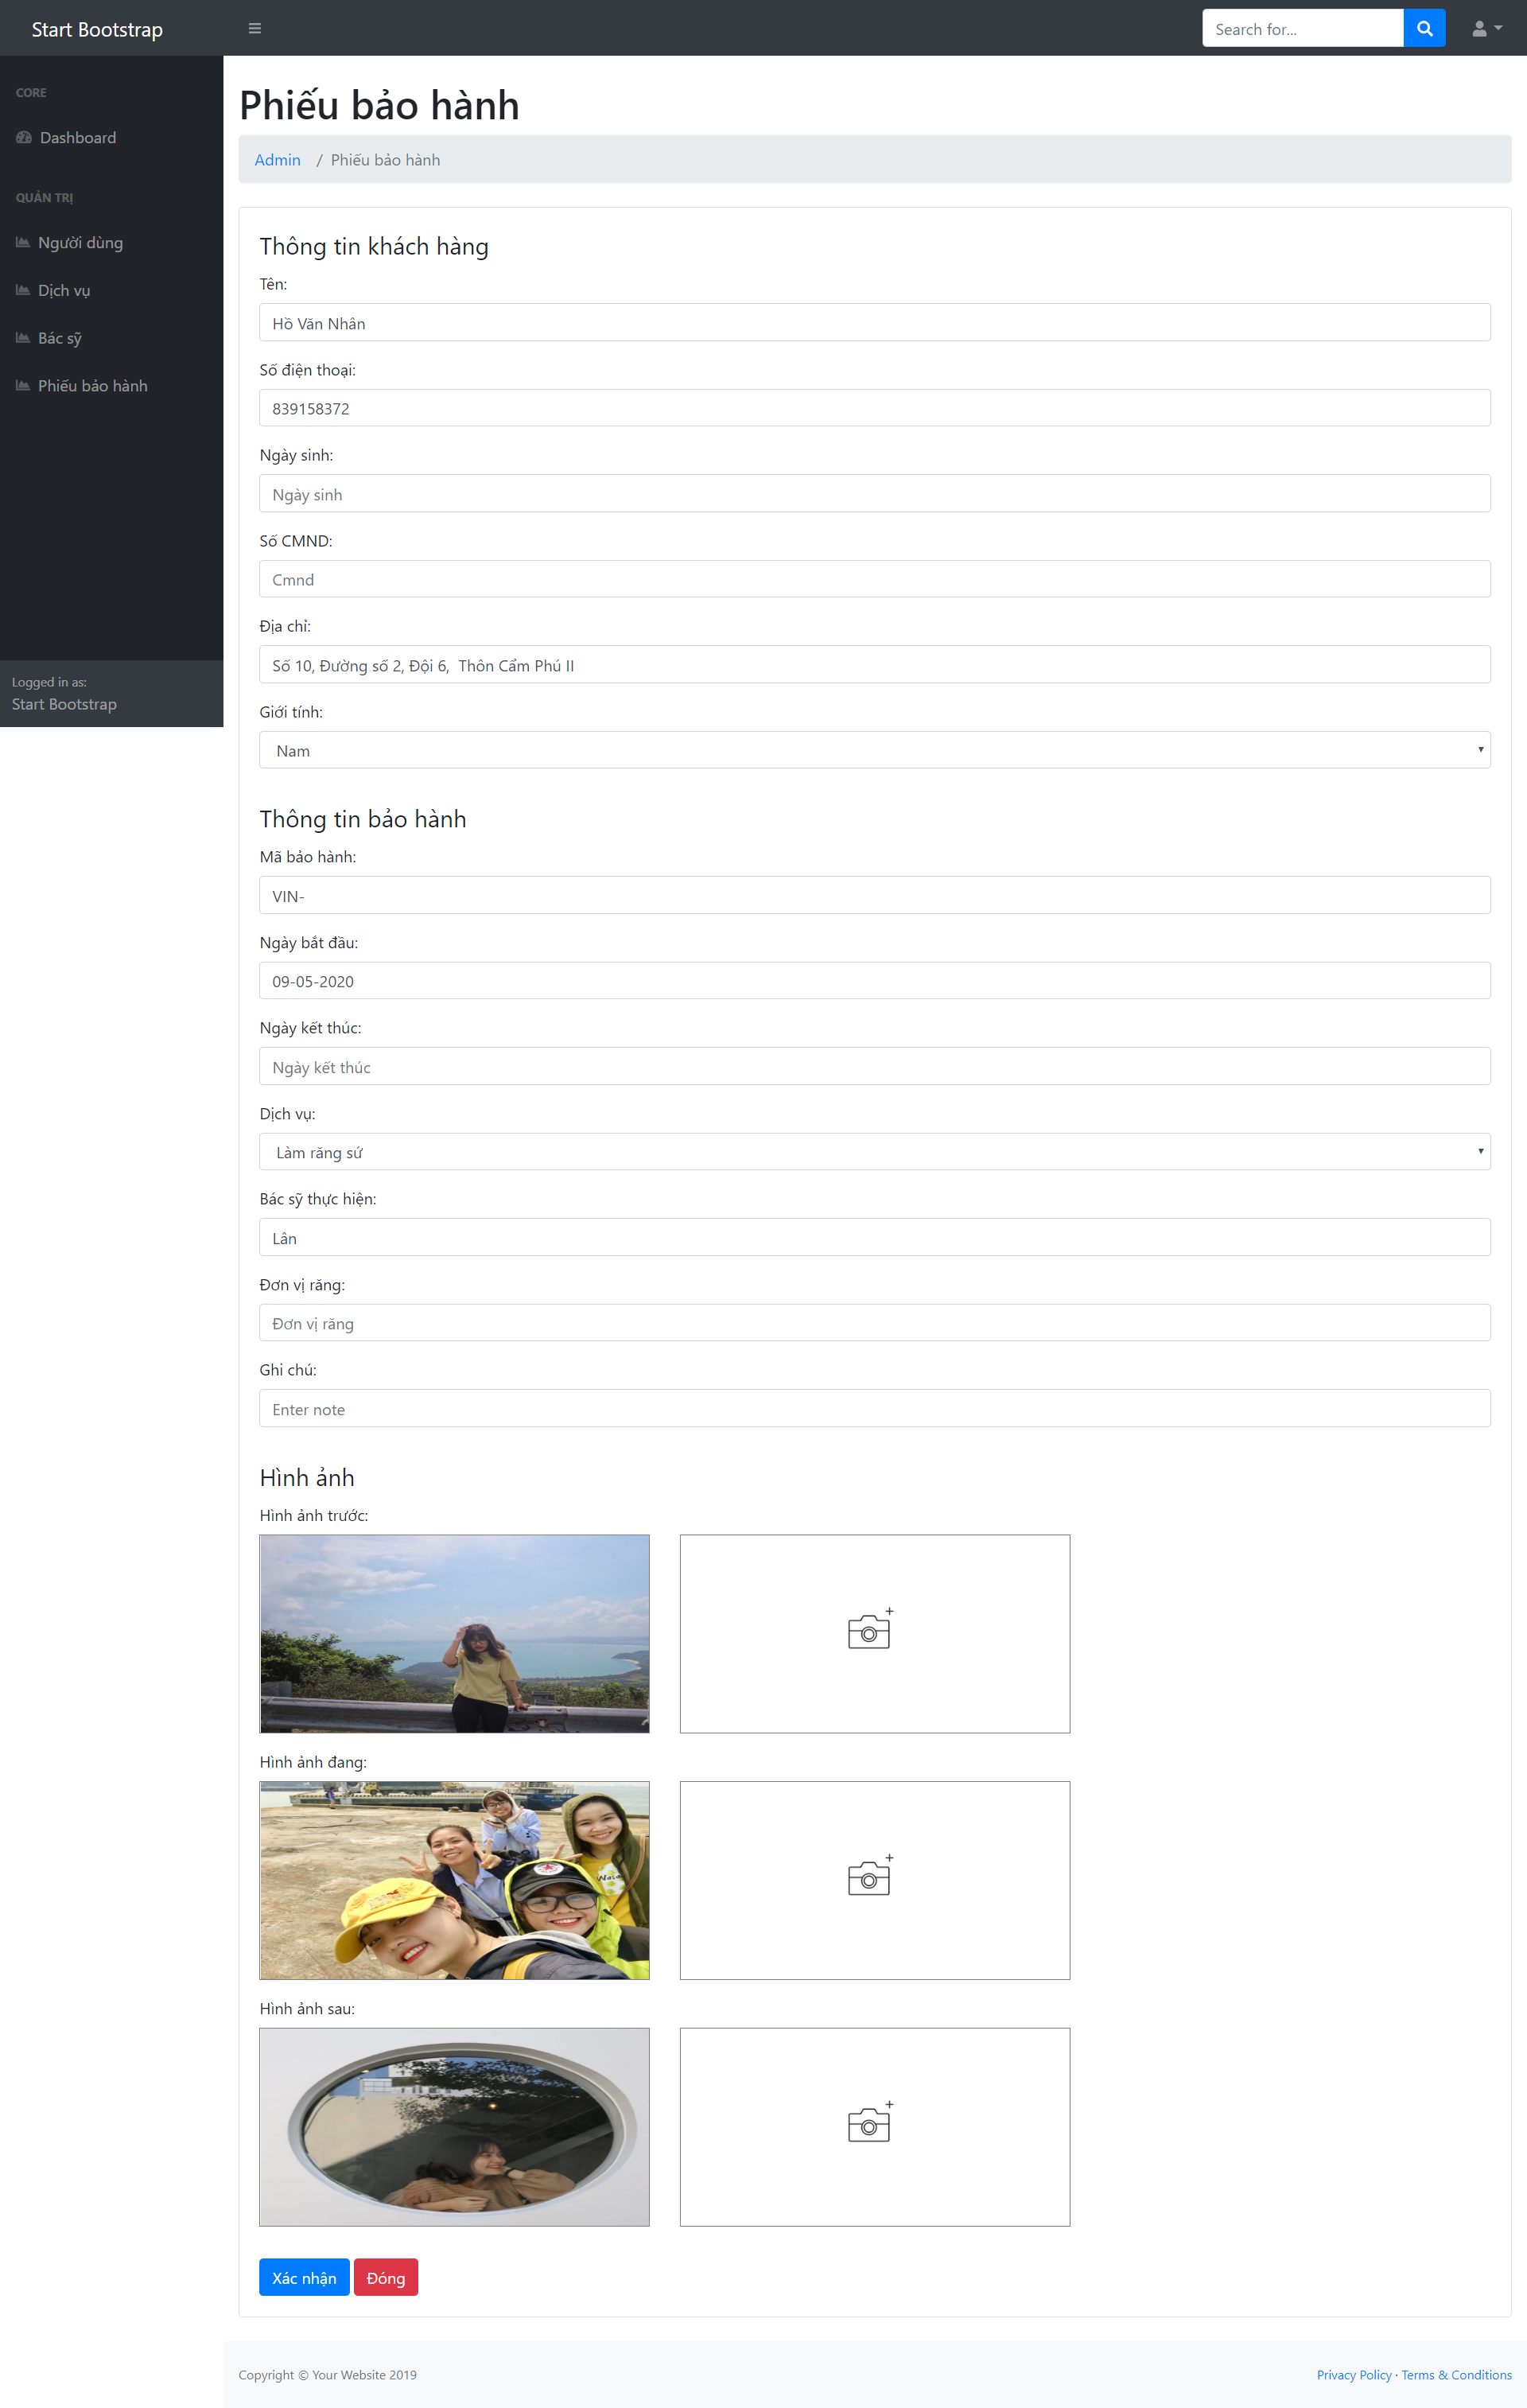 Start Bootstrap
Search for...
CORE
Dashboard
QUẢN TRỊ
Người dùng
Dịch vụ
Bác sỹ
Phiếu bảo hành
Logged in as:
Start Bootstrap
Phiếu bảo hành
Admin / Phiếu bảo hành
Thông tin khách hàng
Tên:
Hồ Văn Nhân
Số điện thoại:
839158372
Ngày sinh:
Ngày sinh
Số CMND:
Cmnd
Địa chỉ:
Số 10, Đường số 2, Đội 6,  Thôn Cẩm Phú II
Giới tính:
Nam
Thông tin bảo hành
Mã bảo hành:
VIN-
Ngày bắt đầu:
09-05-2020
Ngày kết thúc:
Ngày kết thúc
Dịch vụ:
Làm răng sứ
Bác sỹ thực hiện:
Lân
Đơn vị răng:
Đơn vị răng
Ghi chú:
Enter note
Hình ảnh
Hình ảnh trước:
Hình ảnh đang:
Hình ảnh sau:
Xác nhận
Đóng
Copyright © Your Website 2019
Privacy Policy · Terms & Conditions